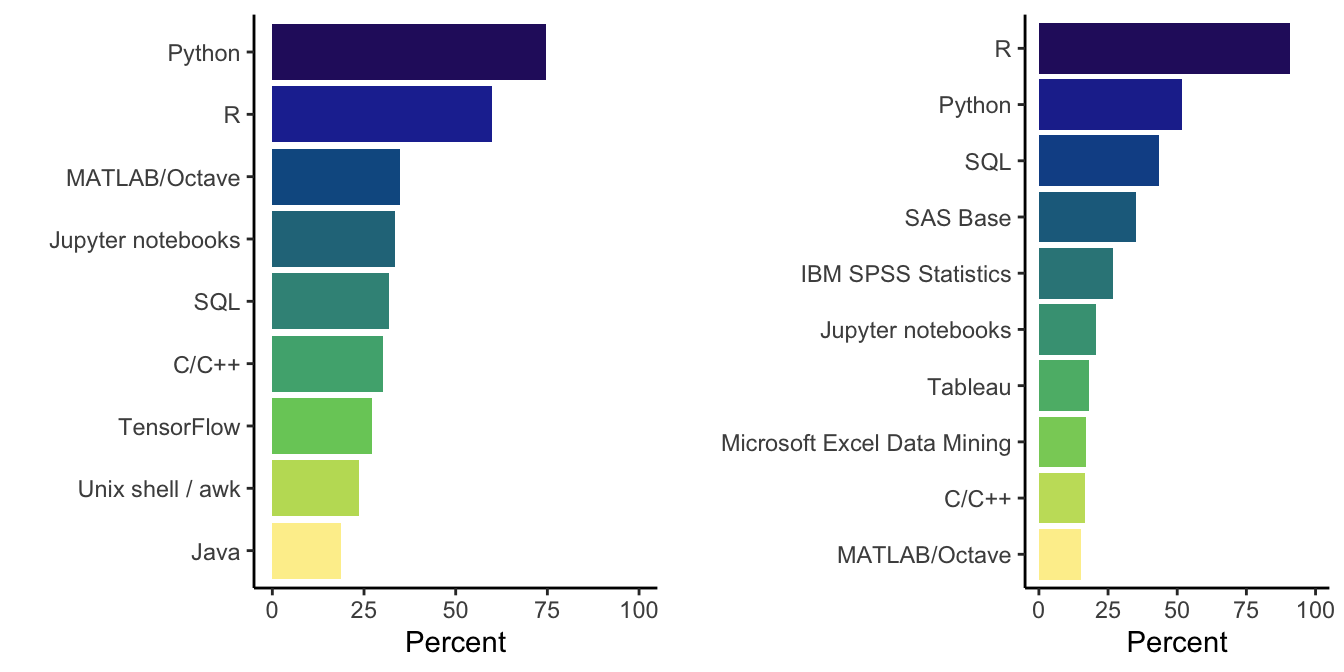 Python
R
MATLAB/Octave
Jupyter notebooks
SQL
C/C++
TensorFlow
Unix shell / awk
Java
0 25 50 75 100
Percent
R
Python
SQL
SAS Base
IBM SPSS Statistics
Jupyter notebooks
Tableau
Microsoft Excel Data Mining
C/C++
MATLAB/Octave
0 25 50 75 100
Percent